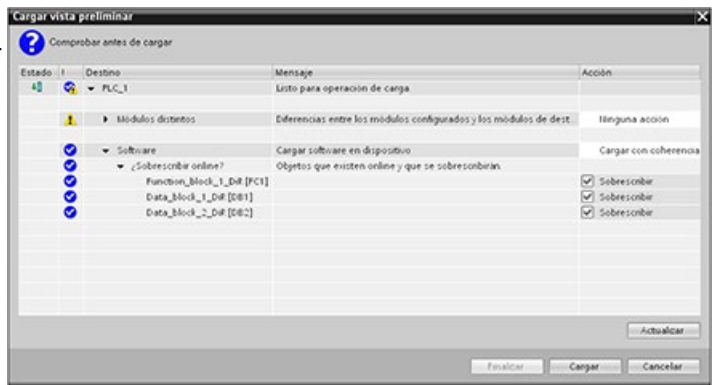 Cargar vista preliminar
Comprobar antes de cargar
Estado ! Destino Mensaje Acción
PLC_1 Listo para operación de carga.
Módulos distintos Diferencias entre los módulos configurados y los módulos de dest... Ninguna acción
Software Cargar software en dispositivo Cargar con coherencia
¿Sobrescribir online? Objetos que existen online y que se sobrescribirán.
Function_block_1_DiR [FC1] Sobrescribir
Data_block_1_DiR [DB1] Sobrescribir
Data_block_2_DiR [DB2] Sobrescribir
Actualizar
Finalizar Cargar Cancelar